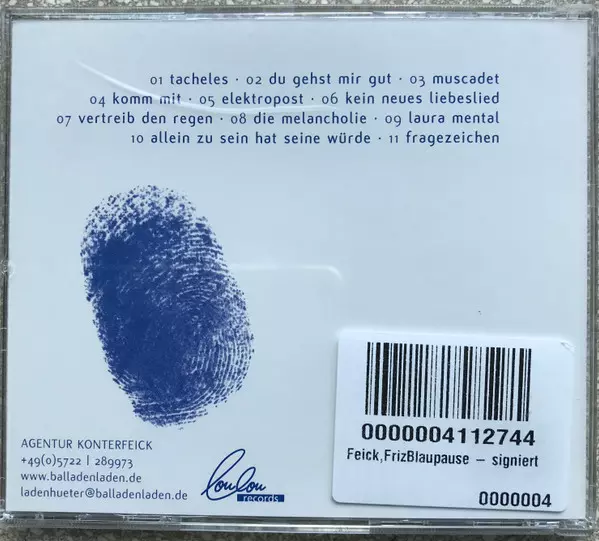 01 tacheles · 02 du gehst mir gut · 03 muscadet
04 komm mit · 05 elektropost · 06 kein neues liebeslied
07 vertreib den regen · 08 die melancholie · 09 laura mental
10 allein zu sein hat seine würde · 11 fragezeichen
AGENTUR KONTERFEICK
+49(0)5722 | 289973
www.balladenladen.de
ladenhueter@balladenladen.de
loulou
records
0000004112744
Feick,FrizBlaupause – signiert
0000004